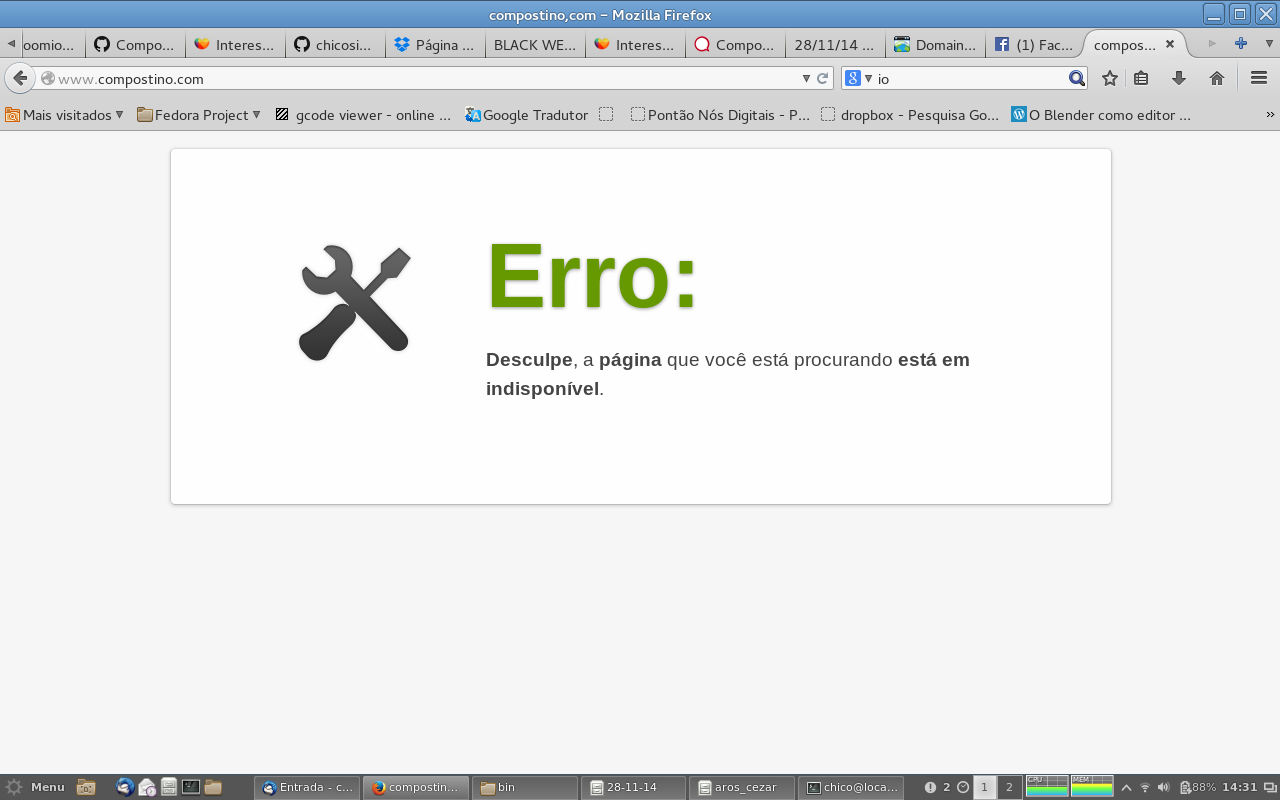 compostino,com – Mozilla Firefox
oomio... Compo... Interes... chicosi... Página ... BLACK WE... Interes... Compo... 28/11/14 ... Domain... (1) Fac... compos...
www.compostino.com 8 io
Mais visitados Fedora Project gcode viewer - online ... Google Tradutor Pontão Nós Digitais - P... dropbox - Pesquisa Go... O Blender como editor ... »
Erro:
Desculpe, a página que você está procurando está em
indisponível.
Menu Entrada - c... compostin... bin 28-11-14 aros_cezar chico@loca... 2 1 2 CPU MEM 88% 14:31